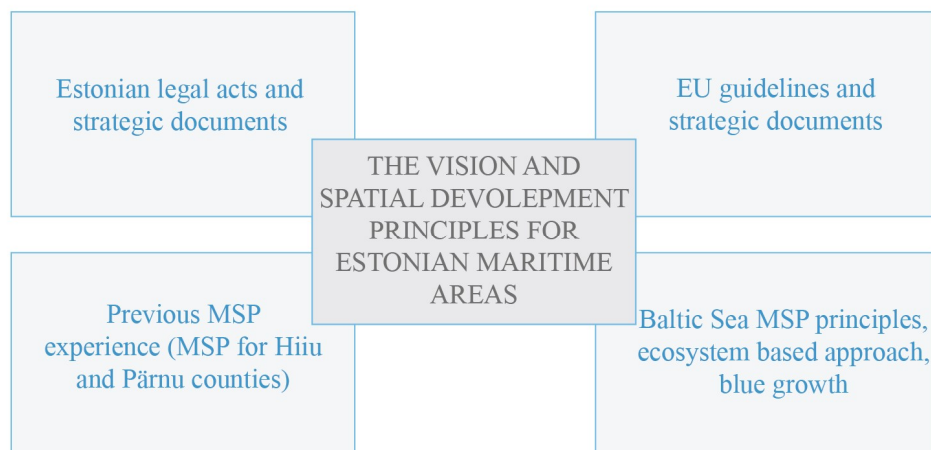 Estonian legal acts and
strategic documents
EU guidelines and
strategic documents
THE VISION AND
SPATIAL DEVOLEPMENT
PRINCIPLES FOR
ESTONIAN MARITIME
AREAS
Previous MSP
experience (MSP for Hiiu
and Pärnu counties)
Baltic Sea MSP principles,
ecosystem based approach,
blue growth